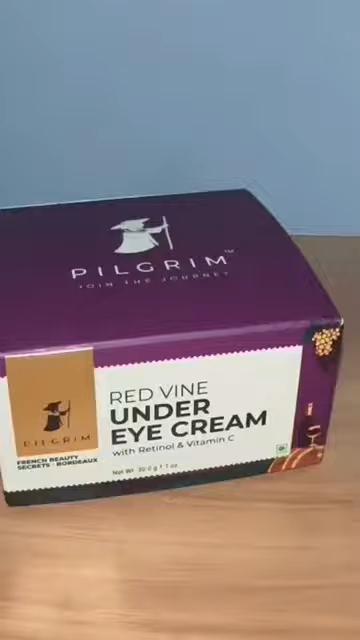 PILGRIM™
JOIN THE JOURNEY
PILGRIM
FRENCH BEAUTY
SECRETS · BORDEAUX
RED VINE
UNDER
EYE CREAM
with Retinol & Vitamin C
Net Wt. 30.0 g | 1 oz